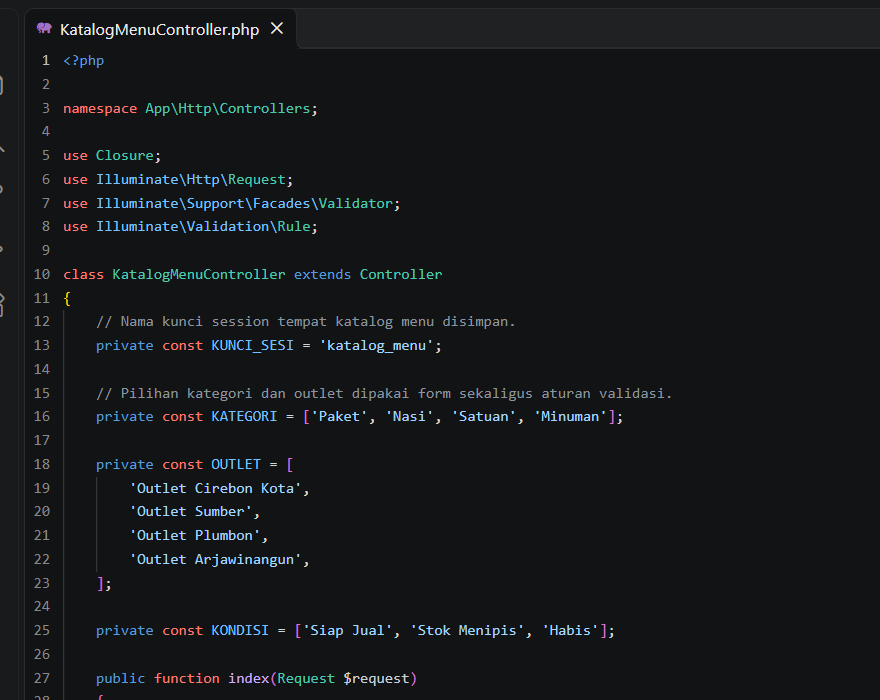 KatalogMenuController.php
1 <?php
2
3 namespace App\Http\Controllers;
4
5 use Closure;
6 use Illuminate\Http\Request;
7 use Illuminate\Support\Facades\Validator;
8 use Illuminate\Validation\Rule;
9
10 class KatalogMenuController extends Controller
11 {
12     // Nama kunci session tempat katalog menu disimpan.
13     private const KUNCI_SESI = 'katalog_menu';
14
15     // Pilihan kategori dan outlet dipakai form sekaligus aturan validasi.
16     private const KATEGORI = ['Paket', 'Nasi', 'Satuan', 'Minuman'];
17
18     private const OUTLET = [
19         'Outlet Cirebon Kota',
20         'Outlet Sumber',
21         'Outlet Plumbon',
22         'Outlet Arjawinangun',
23     ];
24
25     private const KONDISI = ['Siap Jual', 'Stok Menipis', 'Habis'];
26
27     public function index(Request $request)
28     {